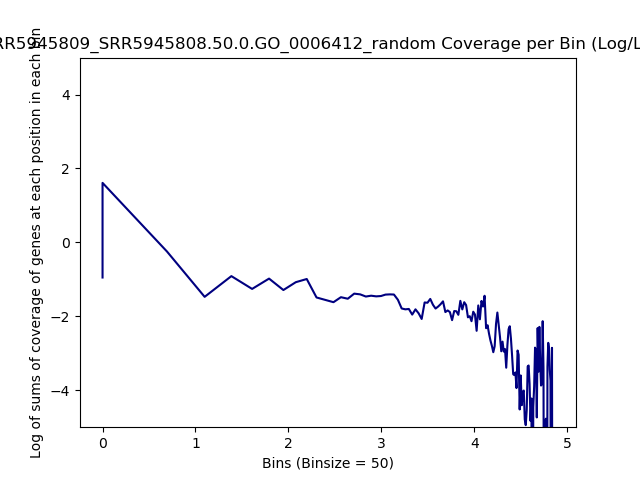 RR5945809_SRR5945808.50.0.GO_0006412_random Coverage per Bin (Log/L
Log of sums of coverage of genes at each position in each bin
4
2
0
−2
−4
0 1 2 3 4 5
Bins (Binsize = 50)